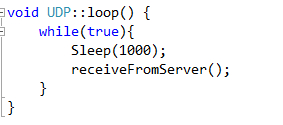 void UDP::loop() {
    while(true){
        Sleep(1000);
        receiveFromServer();
    }
}